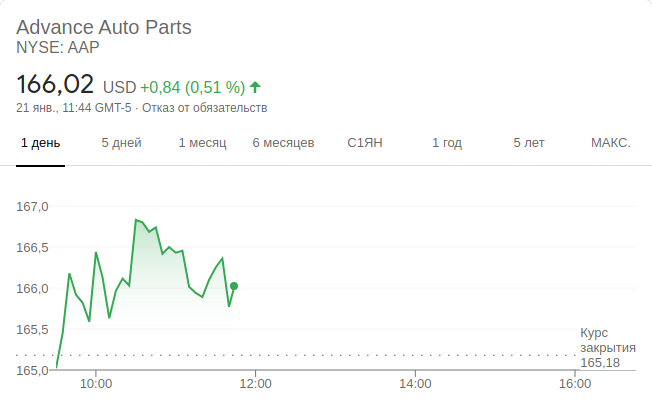 Advance Auto Parts
NYSE: AAP
166,02 USD +0,84 (0,51 %)
21 янв., 11:44 GMT-5 · Отказ от обязательств
1 день 5 дней 1 месяц 6 месяцев С1ЯН 1 год 5 лет МАКС.
167,0
166,5
166,0
165,5
165,0
Курс
закрытия
165,18
10:00 12:00 14:00 16:00